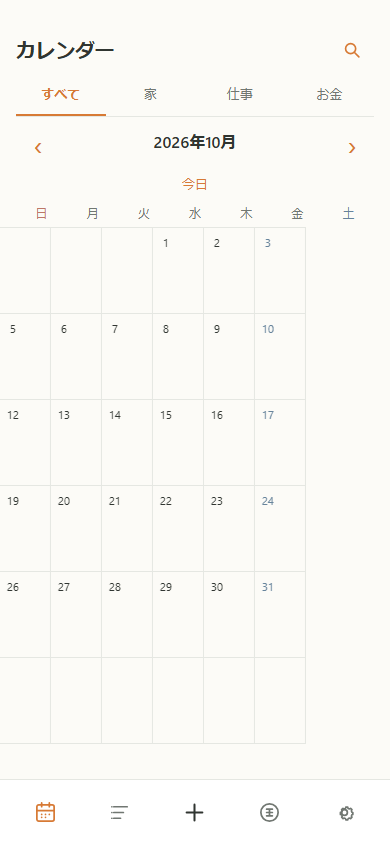 カレンダー
すべて 家 仕事 お金
‹ 2026年10月 ›
今日
日 月 火 水 木 金 土
1 2 3
5 6 7 8 9 10
12 13 14 15 16 17
19 20 21 22 23 24
26 27 28 29 30 31